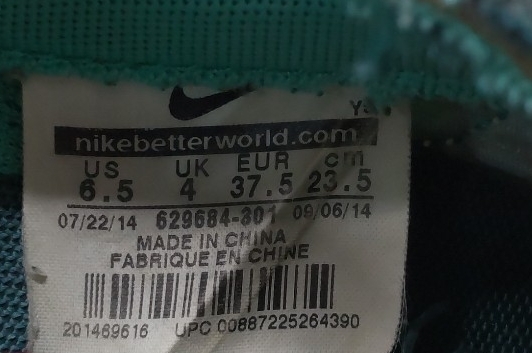 nikebetterworld.com
US UK EUR cm
6.5 4 37.5 23.5
07/22/14 629684-301 09/06/14
MADE IN CHINA
FABRIQUE EN CHINE
201469616 UPC 00887225264390